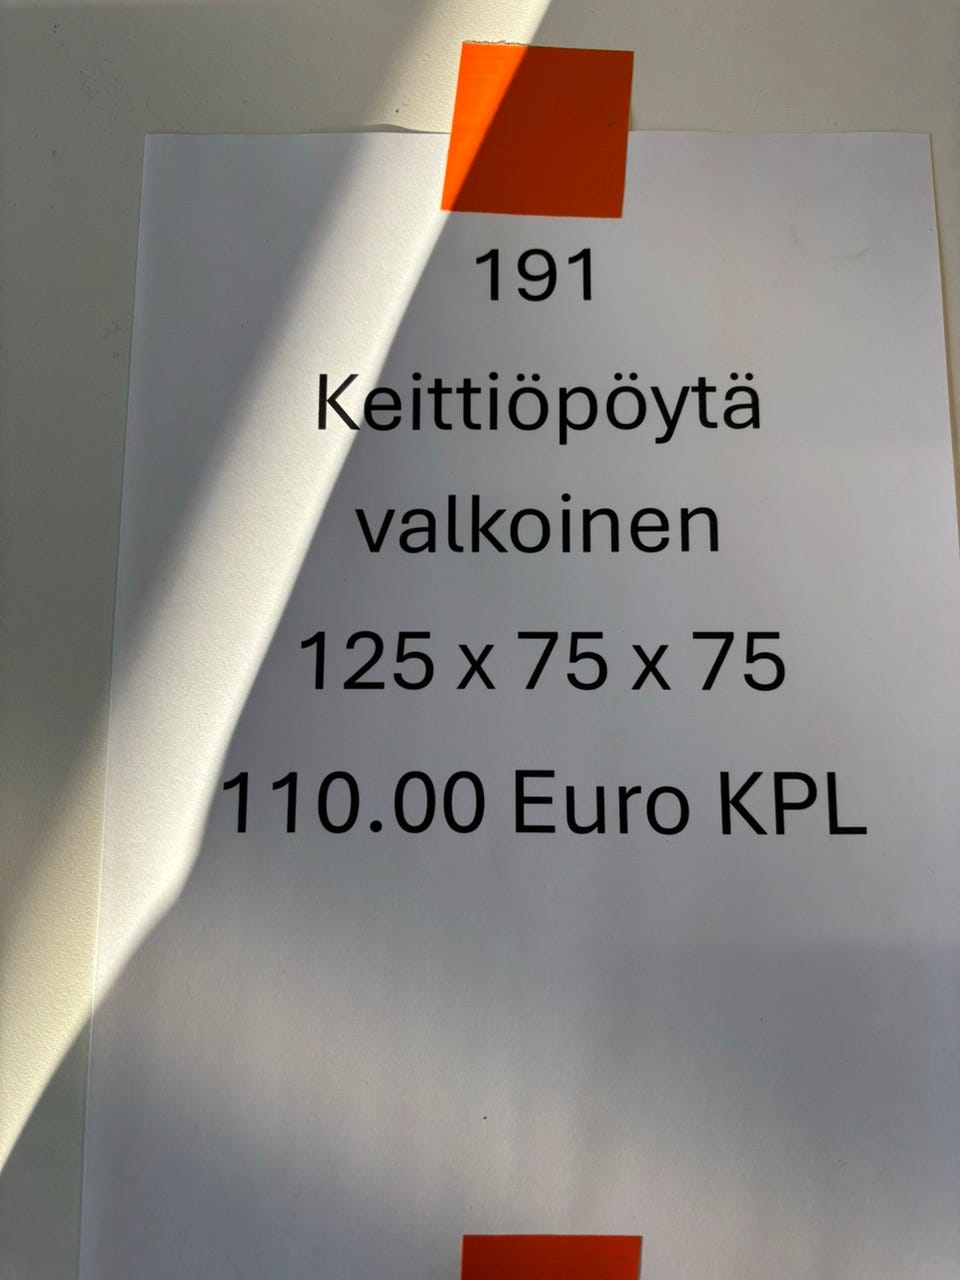 191
Keittiöpöytä
valkoinen
125 x 75 x 75
110.00 Euro KPL